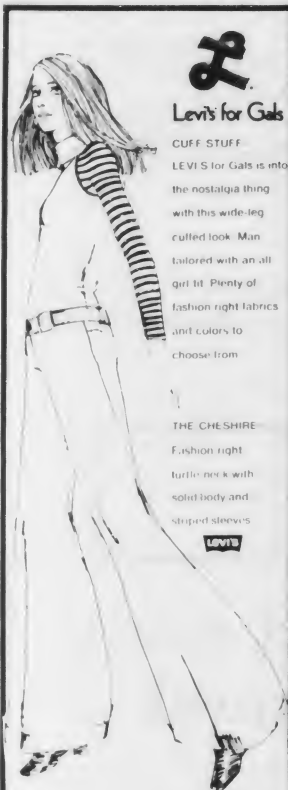 Levi's for Gals
CUFF STUFF
LEVI'S for Gals is into
the nostalgia thing
with this wide-leg
cuffed look. Man
tailored with an all
girl fit. Plenty of
fashion right fabrics
and colors to
choose from.
THE CHESHIRE
Fashion right
turtle neck with
solid body and
striped sleeves.
LEVI'S